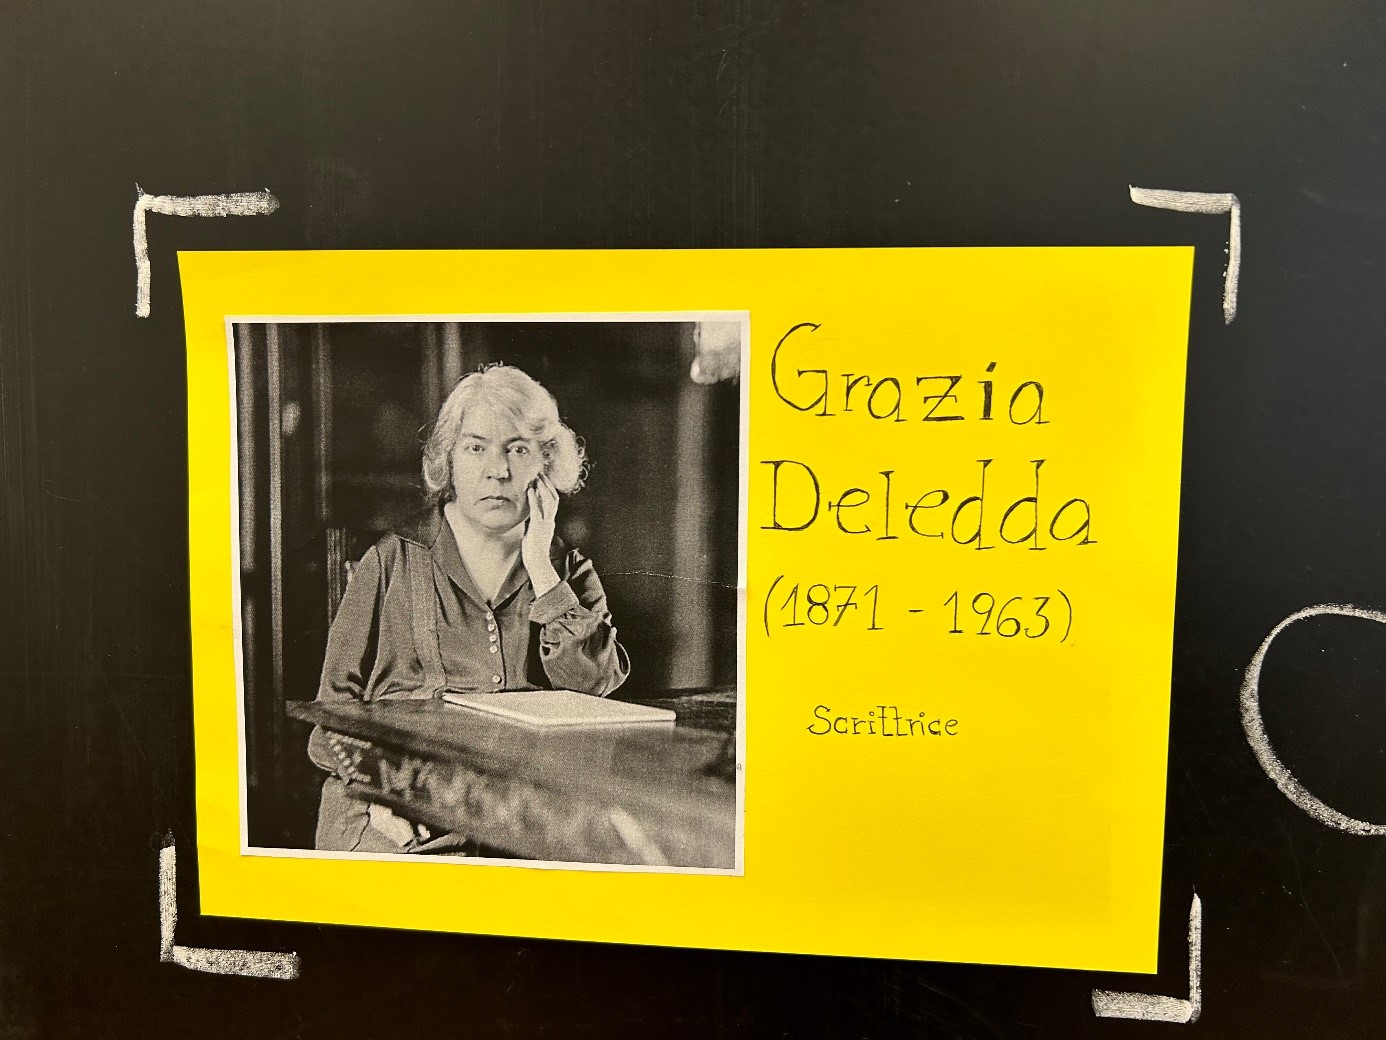 Grazia
Deledda
(1871 - 1963)
Scrittrice